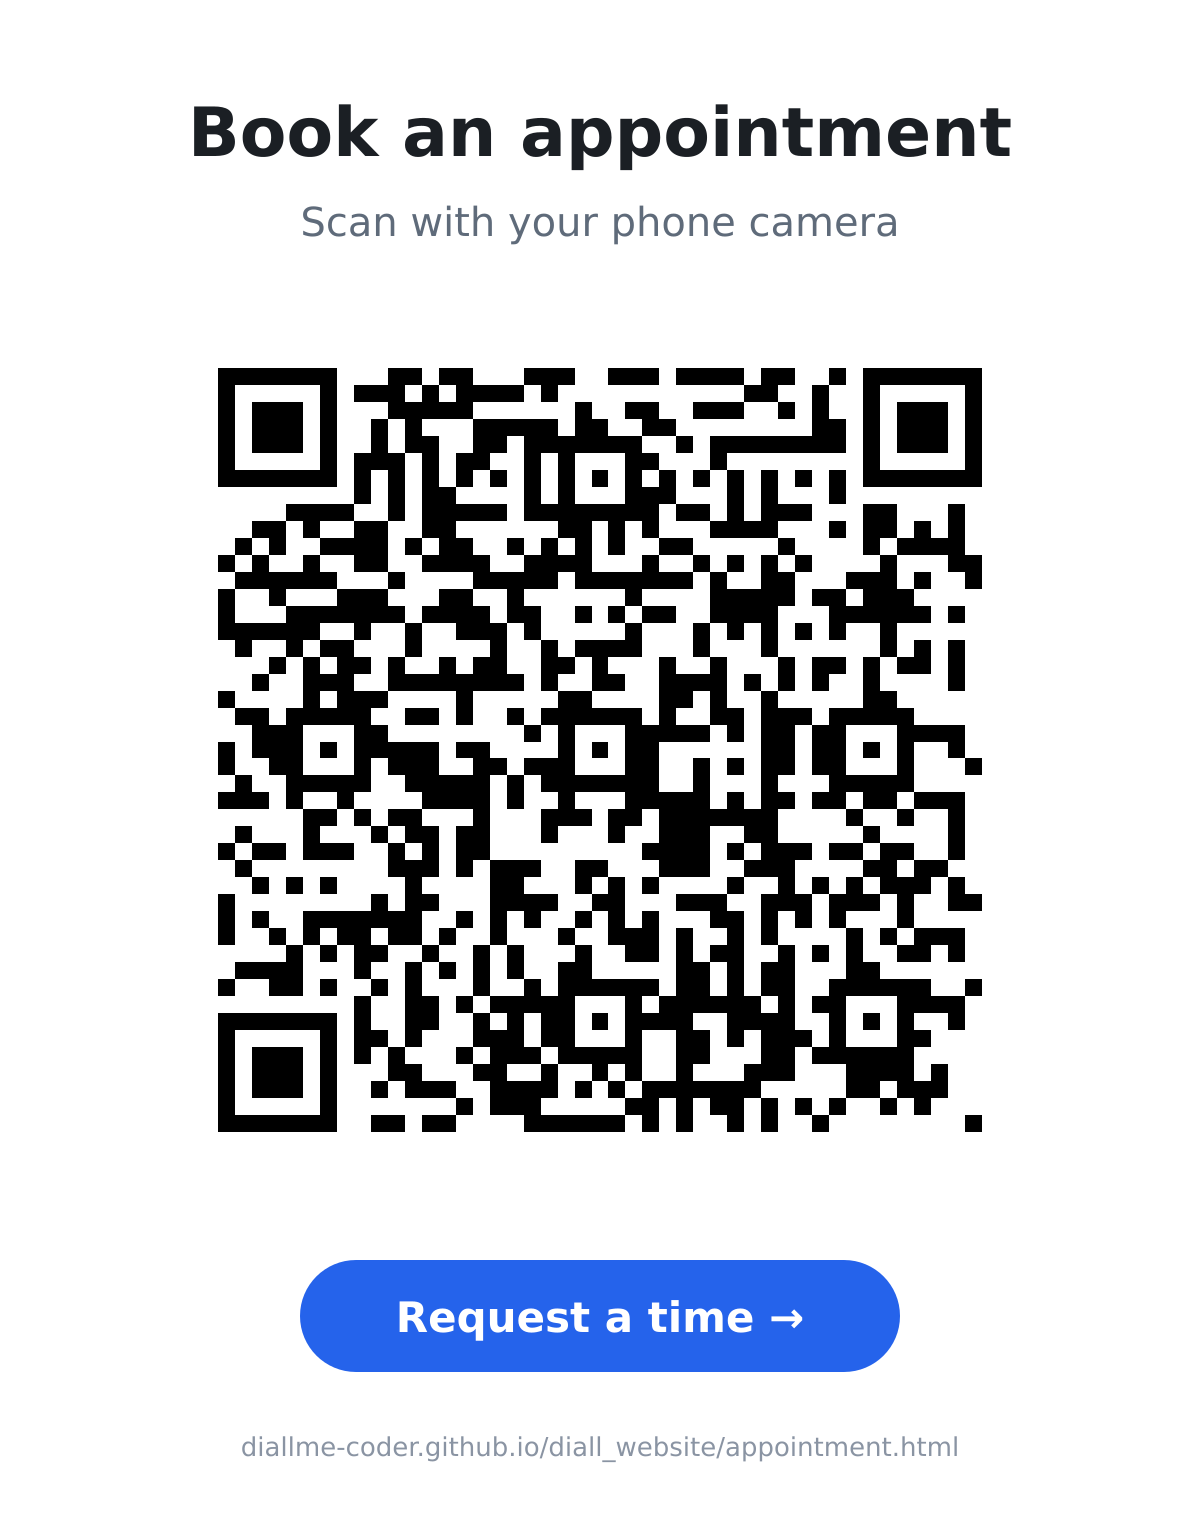 Book an appointment
Scan with your phone camera
Request a time →
diallme-coder.github.io/diall_website/appointment.html